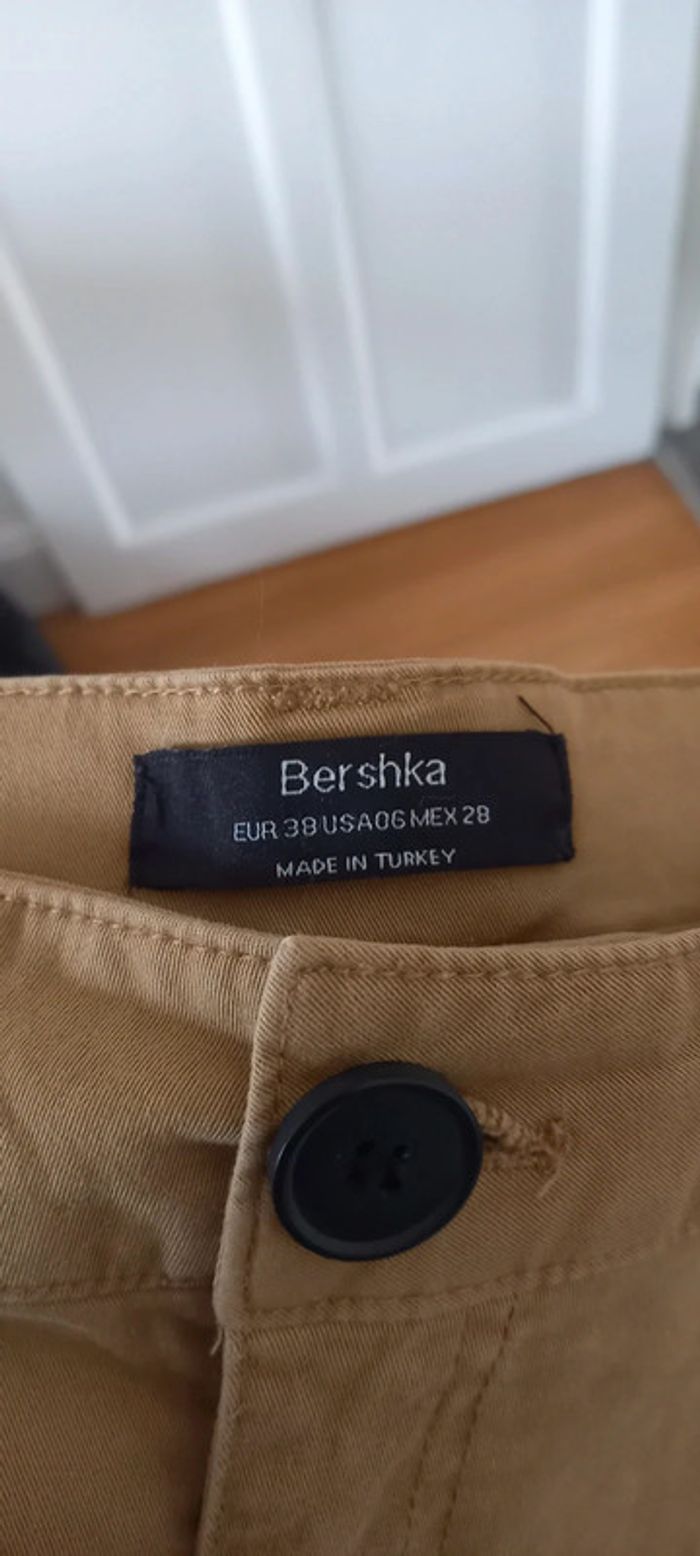 Bershka
EUR 38 USA 06 MEX 28
MADE IN TURKEY